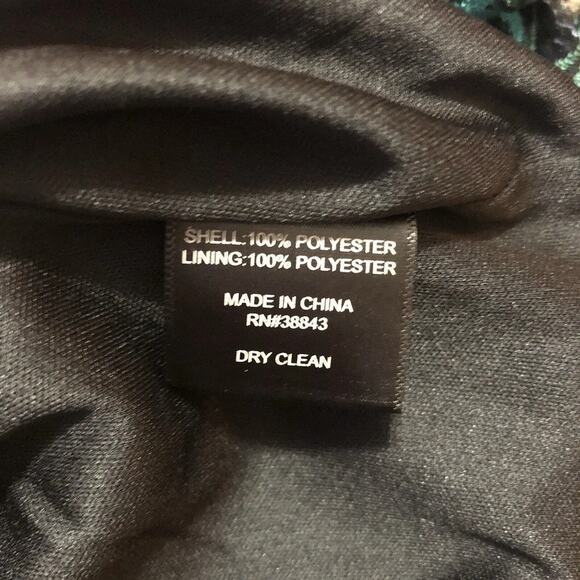 SHELL:100% POLYESTER
LINING:100% POLYESTER
MADE IN CHINA
RN#38843
DRY CLEAN